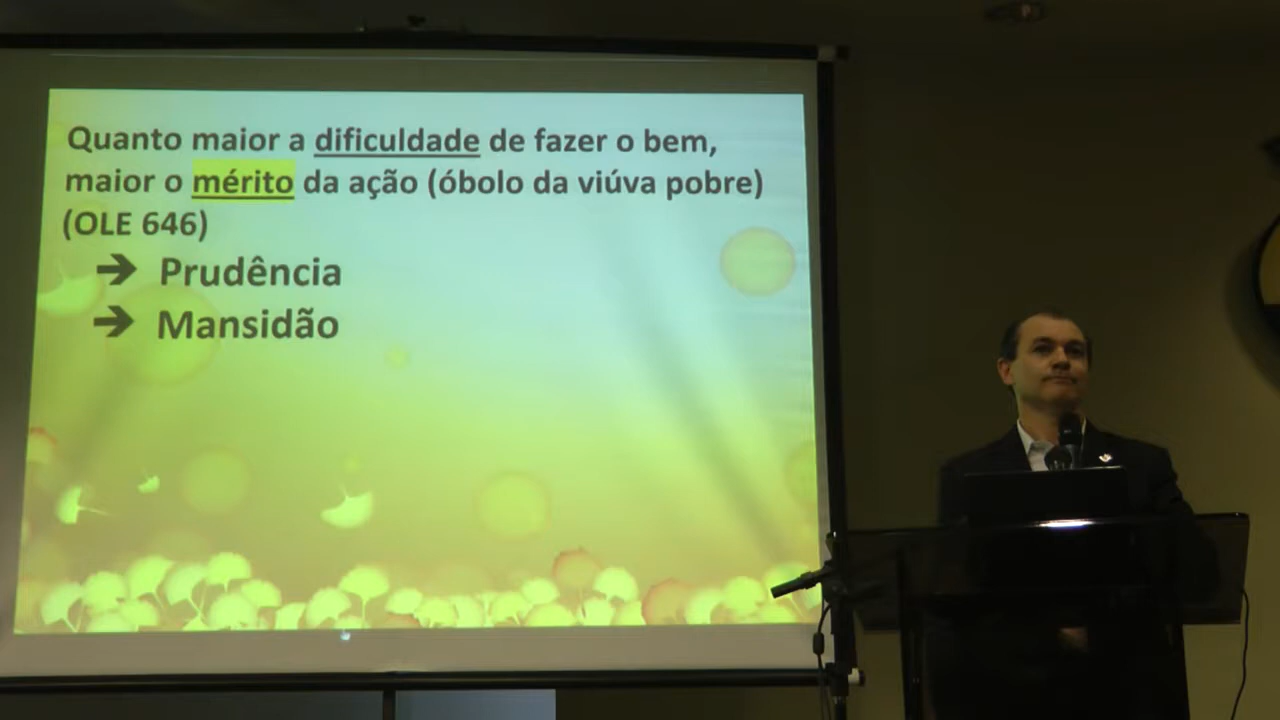 Quanto maior a dificuldade de fazer o bem,
maior o mérito da ação (óbolo da viúva pobre)
(OLE 646)
➔ Prudência
➔ Mansidão